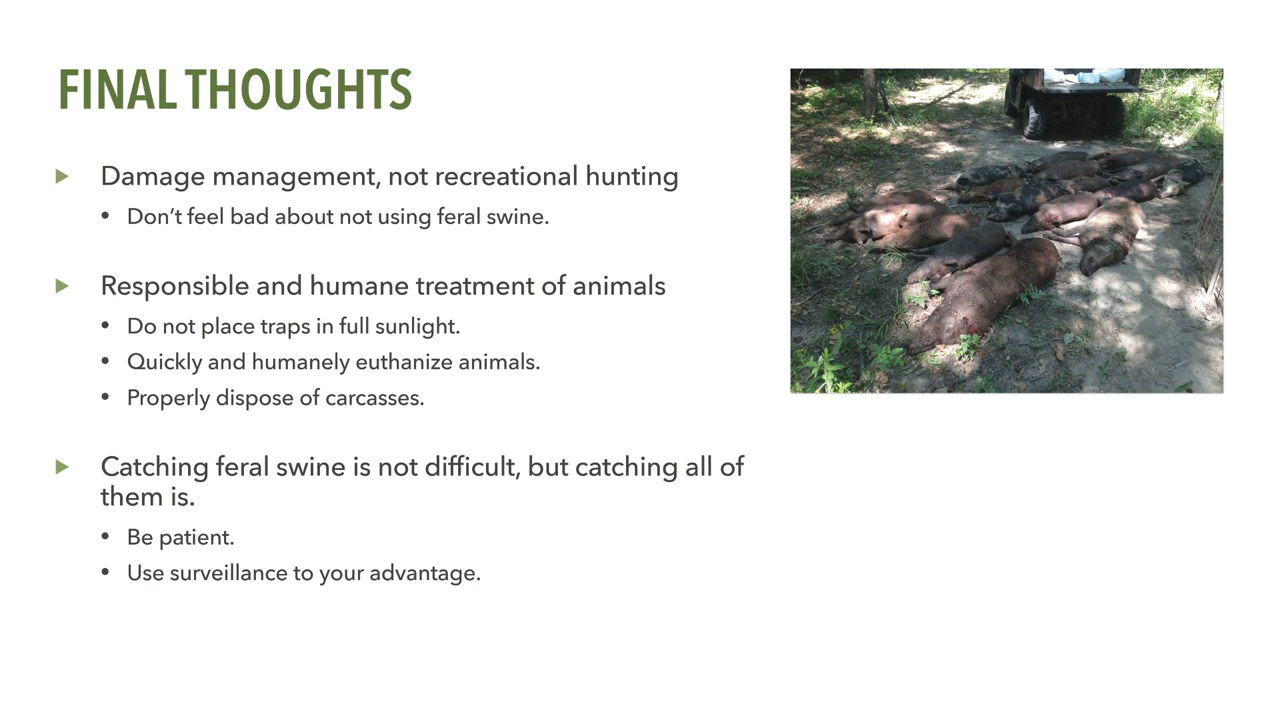 FINAL THOUGHTS
Damage management, not recreational hunting
• Don’t feel bad about not using feral swine.
Responsible and humane treatment of animals
• Do not place traps in full sunlight.
• Quickly and humanely euthanize animals.
• Properly dispose of carcasses.
Catching feral swine is not difficult, but catching all of
them is.
• Be patient.
• Use surveillance to your advantage.